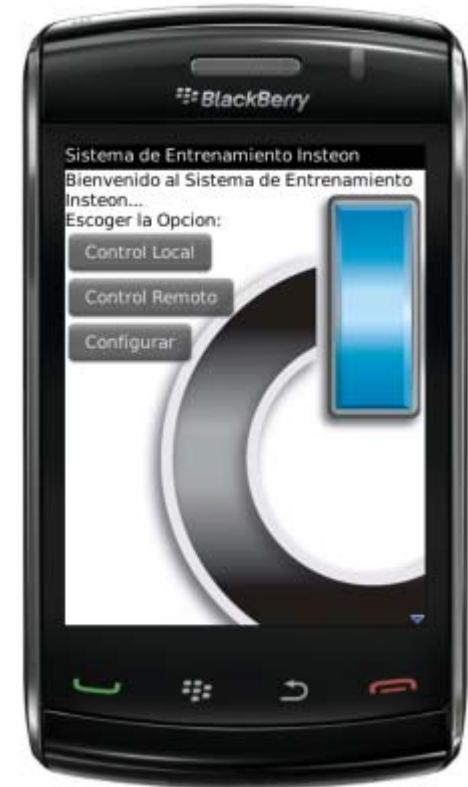 BlackBerry
Sistema de Entrenamiento Insteon
Bienvenido al Sistema de Entrenamiento
Insteon...
Escoger la Opcion:
Control Local
Control Remoto
Configurar